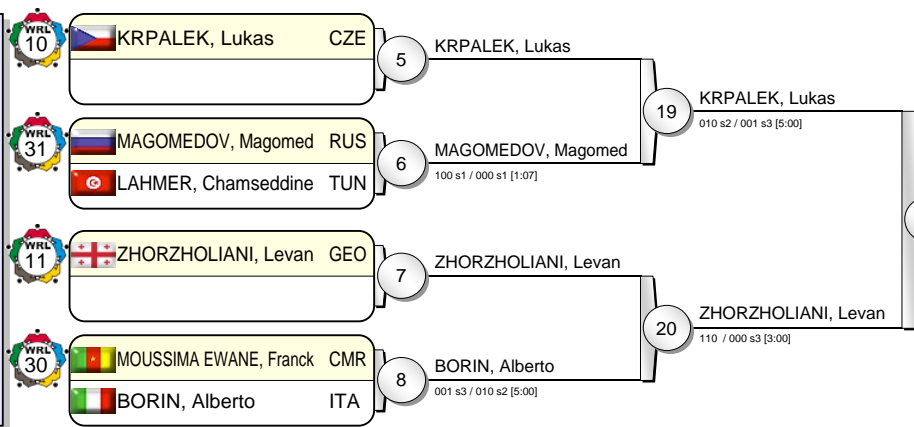 WRL
10
KRPALEK, Lukas CZE
5
KRPALEK, Lukas
WRL
31
MAGOMEDOV, Magomed RUS
LAHMER, Chamseddine TUN
6
MAGOMEDOV, Magomed
100 s1 / 000 s1 [1:07]
19
KRPALEK, Lukas
010 s2 / 001 s3 [5:00]
WRL
11
ZHORZHOLIANI, Levan GEO
7
ZHORZHOLIANI, Levan
WRL
30
MOUSSIMA EWANE, Franck CMR
BORIN, Alberto ITA
8
BORIN, Alberto
001 s3 / 010 s2 [5:00]
20
ZHORZHOLIANI, Levan
110 / 000 s3 [3:00]